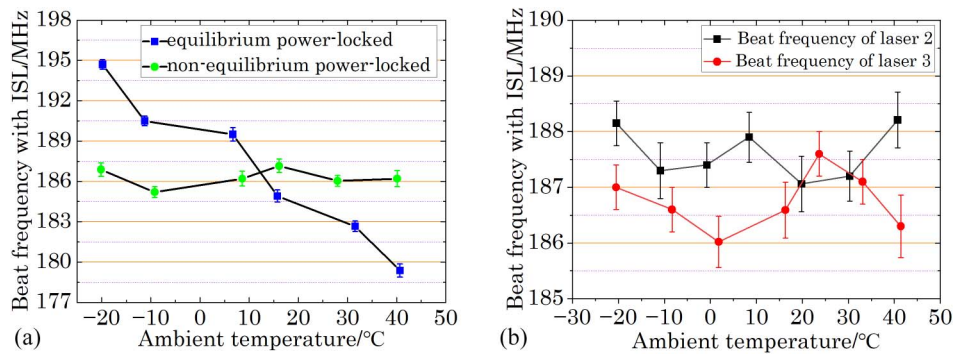 198
195
192
189
186
183
180
177
Beat frequency with ISL/MHz
equilibrium power-locked
non-equilibrium power-locked
−20 −10 0 10 20 30 40 50
(a)
Ambient temperature/°C
190
189
188
187
186
185
Beat frequency with ISL/MHz
Beat frequency of laser 2
Beat frequency of laser 3
−30 −20 −10 0 10 20 30 40 50
(b)
Ambient temperature/°C